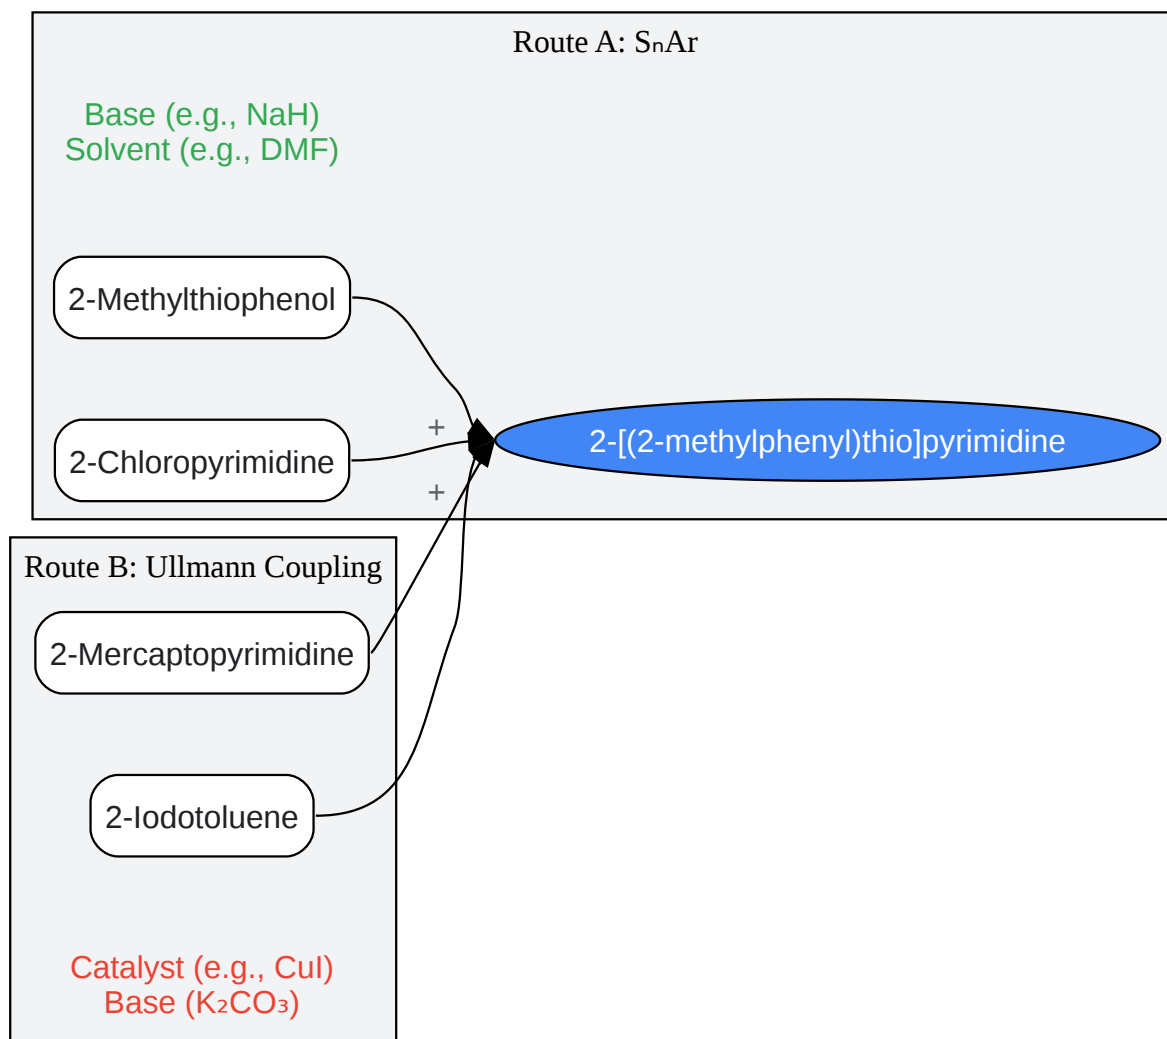 Route A: SₙAr
Base (e.g., NaH)
Solvent (e.g., DMF)
2-Methylthiophenol
2-Chloropyrimidine
+
+
2-[(2-methylphenyl)thio]pyrimidine
Route B: Ullmann Coupling
2-Mercaptopyrimidine
2-Iodotoluene
Catalyst (e.g., CuI)
Base (K₂CO₃)